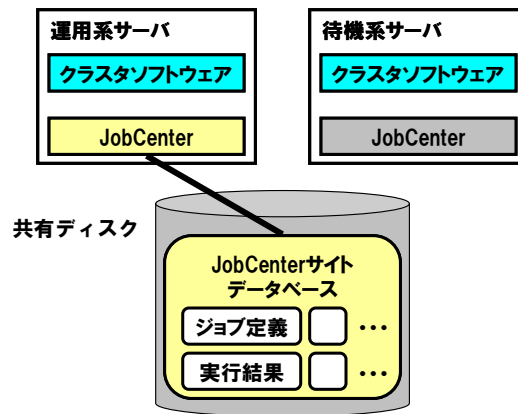 運用系サーバ
クラスタソフトウェア
JobCenter
待機系サーバ
クラスタソフトウェア
JobCenter
共有ディスク
JobCenterサイト
データベース
ジョブ定義 ・・・
実行結果 ・・・